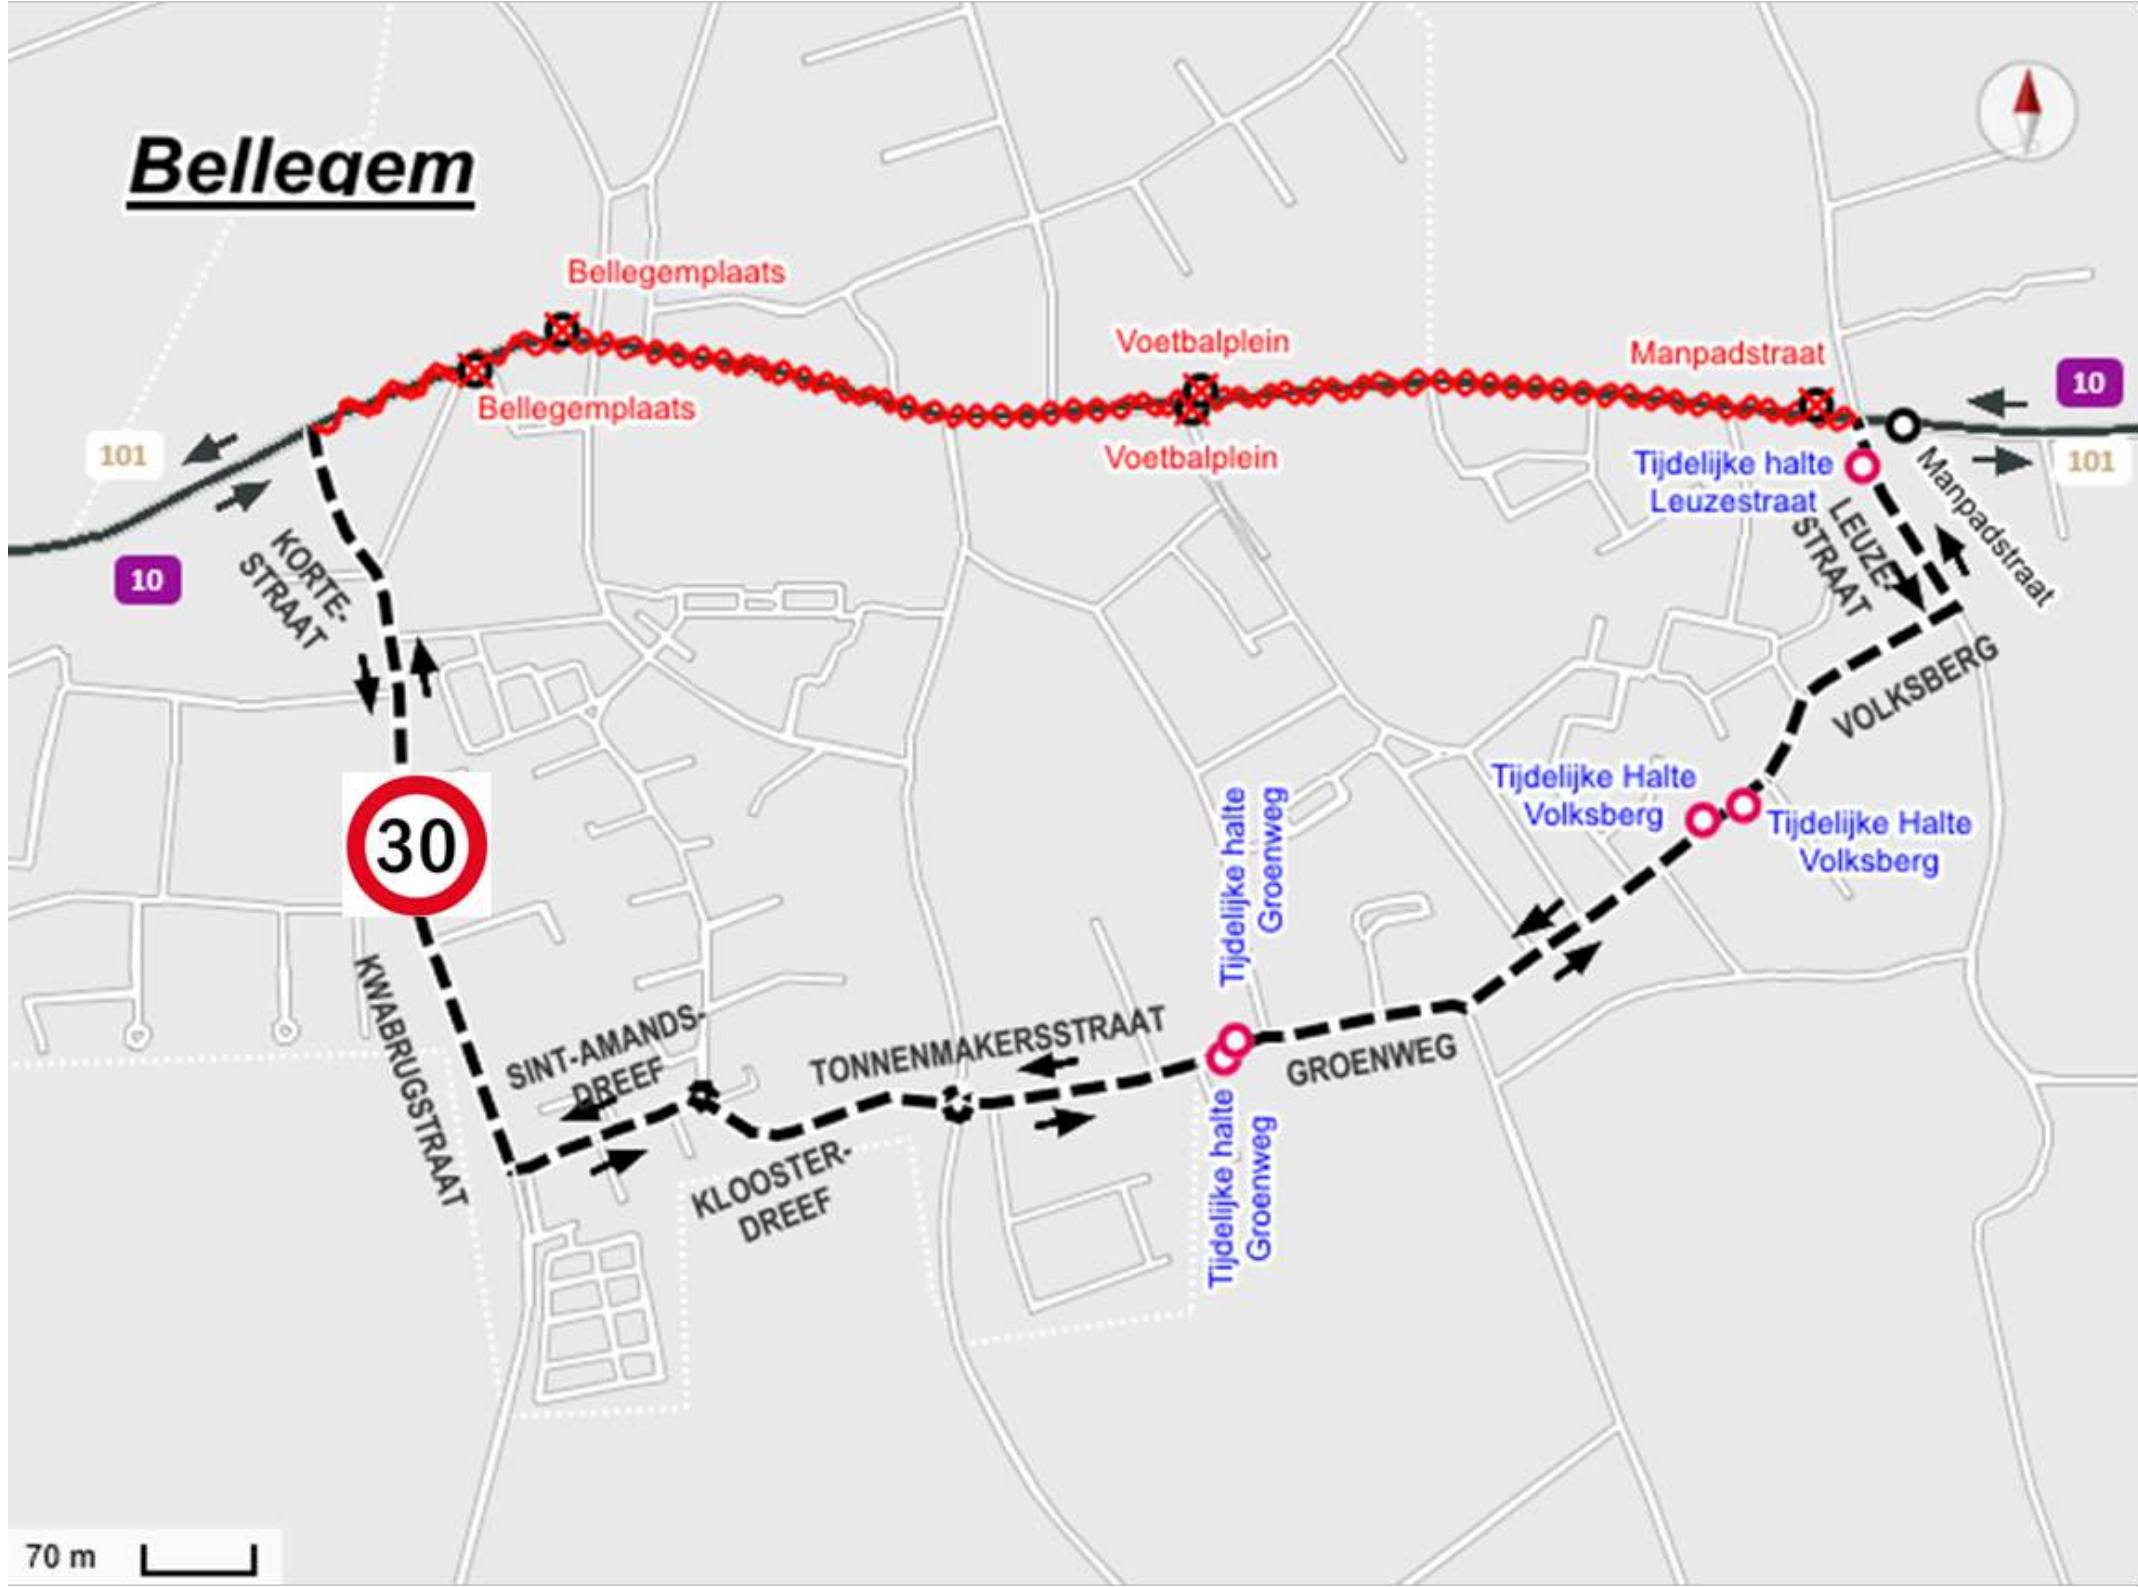 Bellegem
Bellegemplaats
Voetbalplein
Manpadstraat
10
Bellegemplaats
101
Voetbalplein
Tijdelijke halte
Leuzestraat
101
Manpadstraat
10
KORTE-
STRAAT
LEUZE-
STRAAT
VOLKSBERG
Tijdelijke Halte
Volksberg
Tijdelijke Halte
Volksberg
30
Tijdelijke halte
Groenweg
KWABRUGSTRAAT
SINT-AMANDS-
DREEF
TONNENMAKERSSTRAAT
GROENWEG
KLOOSTER-
DREEF
Tijdelijke halte
Groenweg
70 m